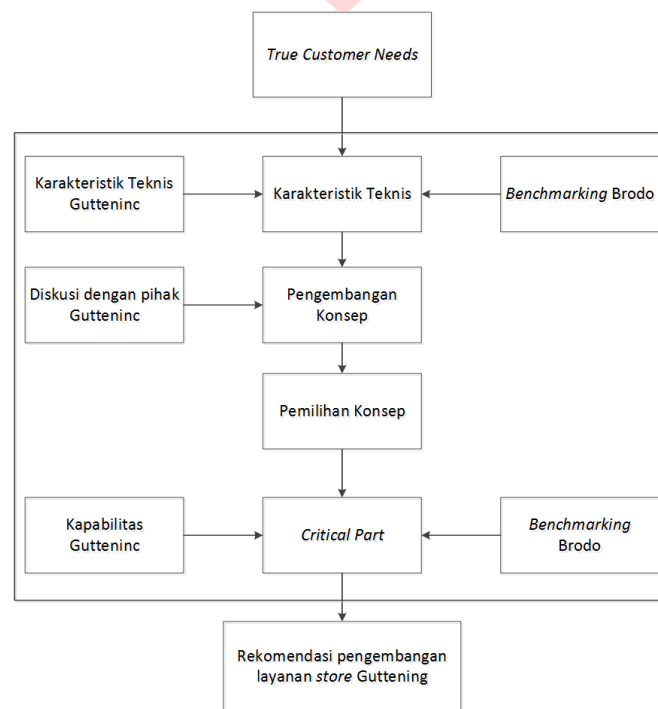 True Customer Needs
Karakteristik Teknis
Gutteninc
Karakteristik Teknis
Benchmarking Brodo
Diskusi dengan pihak
Gutteninc
Pengembangan
Konsep
Pemilihan Konsep
Kapabilitas
Gutteninc
Critical Part
Benchmarking
Brodo
Rekomendasi pengembangan
layanan store Guttening